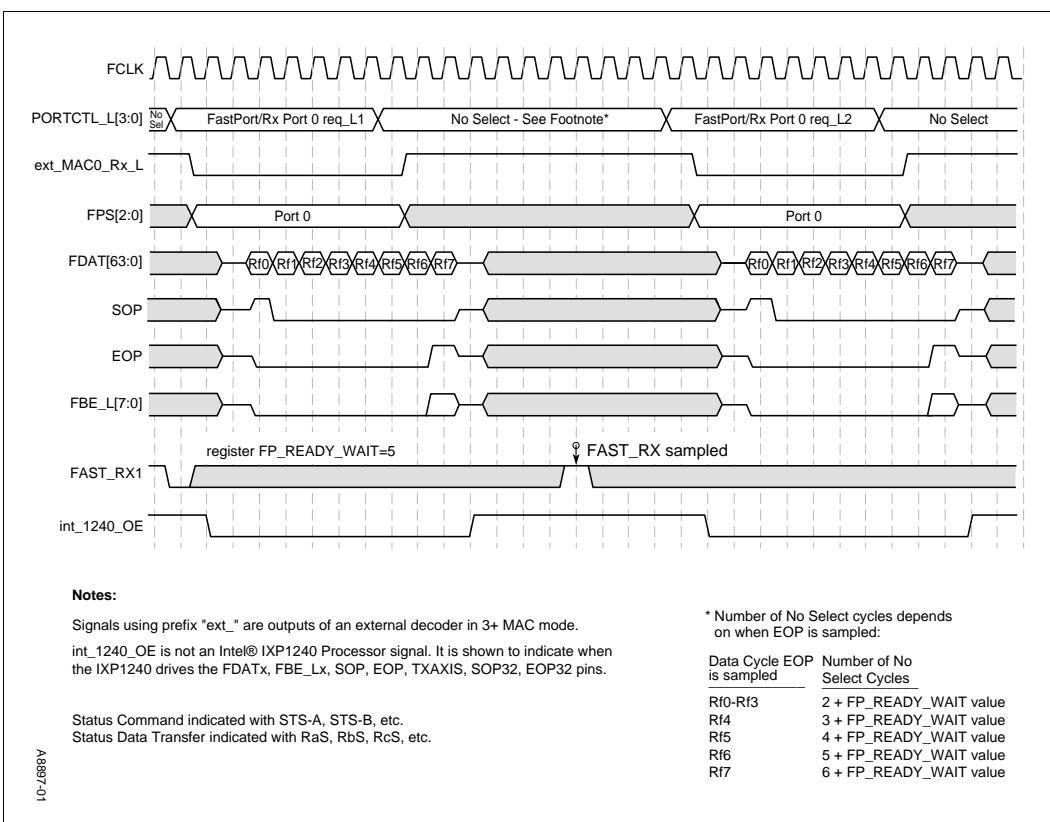 FCLK
PORTCTL_L[3:0] No Sel FastPort/Rx Port 0 req_L1 No Select - See Footnote* FastPort/Rx Port 0 req_L2 No Select
ext_MAC0_Rx_L
FPS[2:0] Port 0 Port 0
FDAT[63:0] Rf0 Rf1 Rf2 Rf3 Rf4 Rf5 Rf6 Rf7 Rf0 Rf1 Rf2 Rf3 Rf4 Rf5 Rf6 Rf7
SOP
EOP
FBE_L[7:0]
register FP_READY_WAIT=5 FAST_RX sampled
FAST_RX1
int_1240_OE
Notes:
Signals using prefix "ext_" are outputs of an external decoder in 3+ MAC mode.
int_1240_OE is not an Intel® IXP1240 Processor signal. It is shown to indicate when
the IXP1240 drives the FDATx, FBE_Lx, SOP, EOP, TXAXIS, SOP32, EOP32 pins.
Status Command indicated with STS-A, STS-B, etc.
Status Data Transfer indicated with RaS, RbS, RcS, etc.
* Number of No Select cycles depends
on when EOP is sampled:
Data Cycle EOP Number of No
is sampled Select Cycles
Rf0-Rf3 2 + FP_READY_WAIT value
Rf4 3 + FP_READY_WAIT value
Rf5 4 + FP_READY_WAIT value
Rf6 5 + FP_READY_WAIT value
Rf7 6 + FP_READY_WAIT value
A8897-01